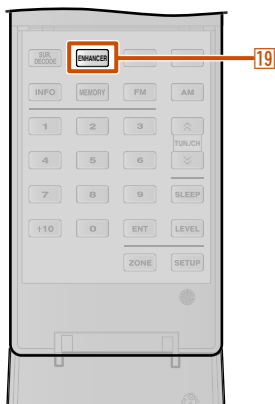 SUR. DECODE ENHANCER 19
INFO MEMORY FM AM
1 2 3
TUN./CH
4 5 6
7 8 9 SLEEP
+10 0 ENT LEVEL
ZONE SETUP